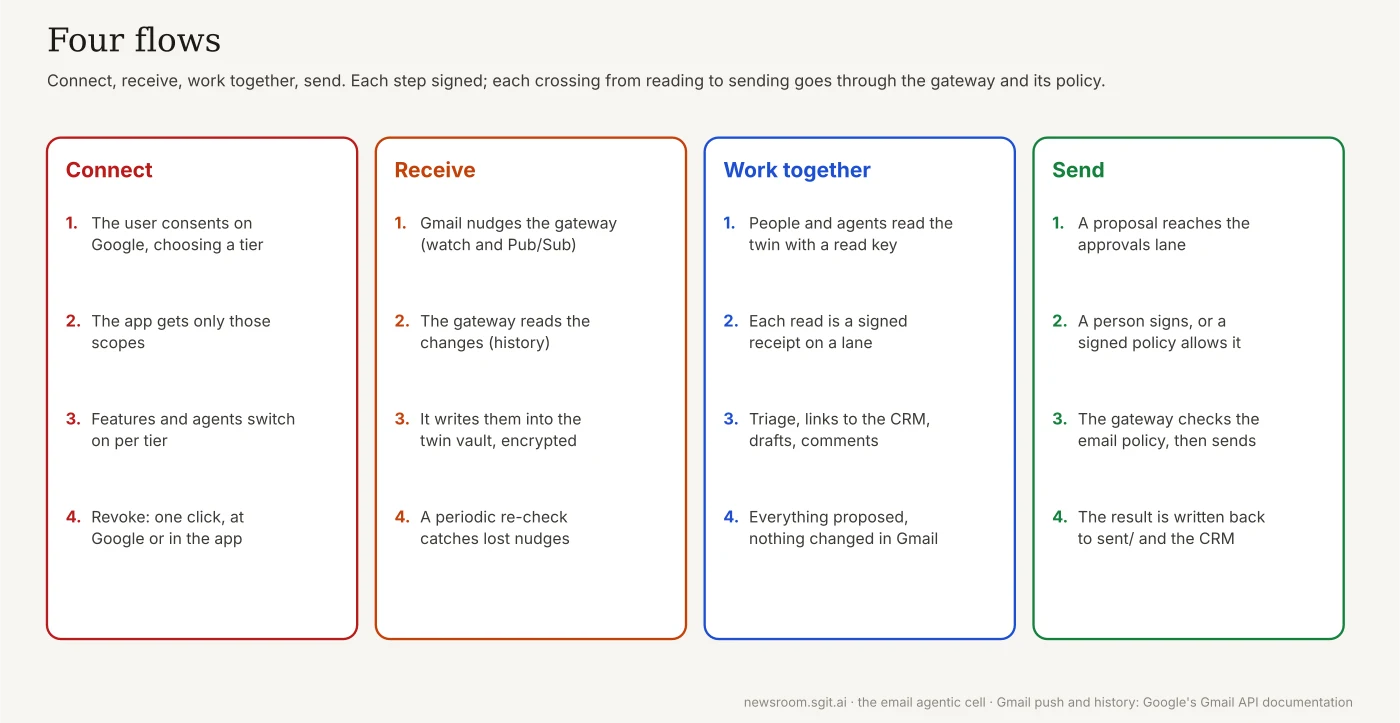 Four flows
Connect, receive, work together, send. Each step signed; each crossing from reading to sending goes through the gateway and its policy.
Connect
1. The user consents on
Google, choosing a tier
2. The app gets only those
scopes
3. Features and agents switch
on per tier
4. Revoke: one click, at
Google or in the app
Receive
1. Gmail nudges the gateway
(watch and Pub/Sub)
2. The gateway reads the
changes (history)
3. It writes them into the
twin vault, encrypted
4. A periodic re-check
catches lost nudges
Work together
1. People and agents read the
twin with a read key
2. Each read is a signed
receipt on a lane
3. Triage, links to the CRM,
drafts, comments
4. Everything proposed,
nothing changed in Gmail
Send
1. A proposal reaches the
approvals lane
2. A person signs, or a
signed policy allows it
3. The gateway checks the
email policy, then sends
4. The result is written back
to sent/ and the CRM
newsroom.sgit.ai · the email agentic cell · Gmail push and history: Google's Gmail API documentation